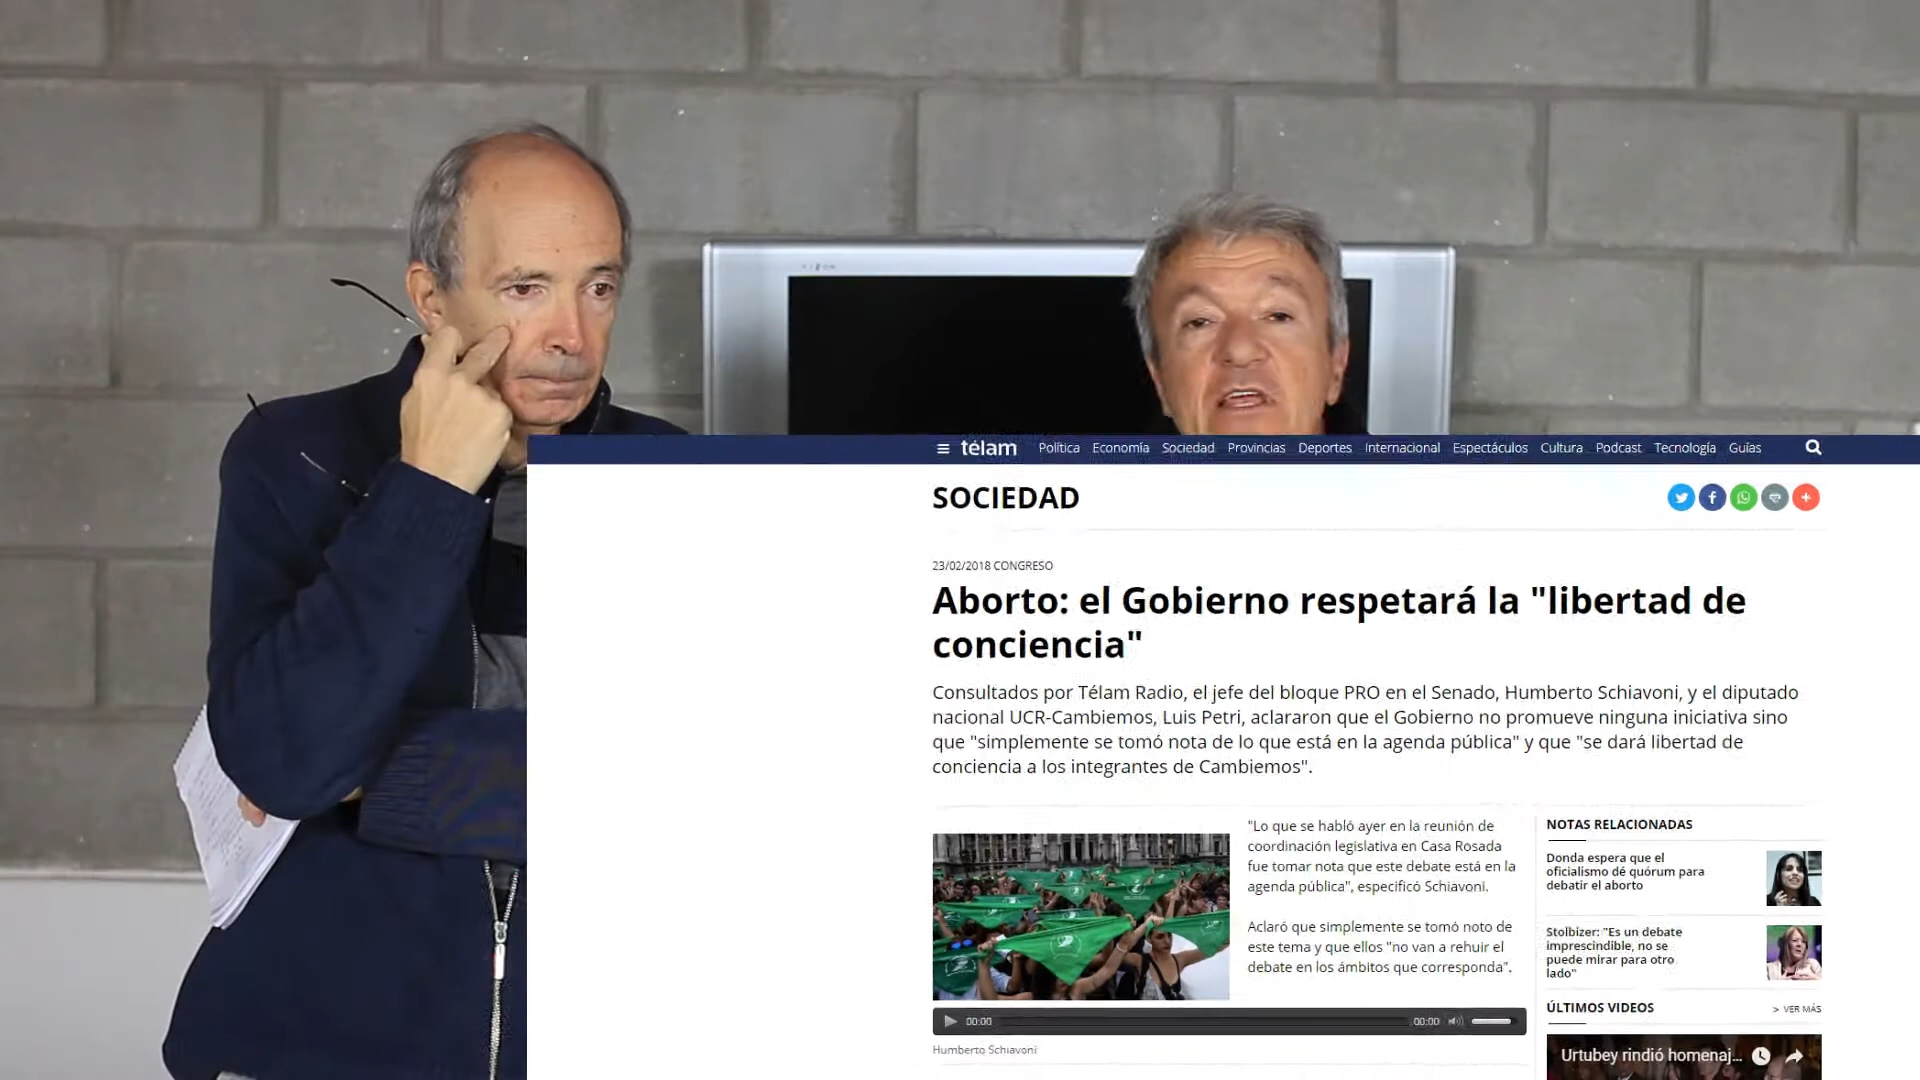 télam Política Economía Sociedad Provincias Deportes Internacional Espectáculos Cultura Podcast Tecnología Guías
SOCIEDAD
23/02/2018 CONGRESO
Aborto: el Gobierno respetará la "libertad de
conciencia"
Consultados por Télam Radio, el jefe del bloque PRO en el Senado, Humberto Schiavoni, y el diputado
nacional UCR-Cambiemos, Luis Petri, aclararon que el Gobierno no promueve ninguna iniciativa sino
que "simplemente se tomó nota de lo que está en la agenda pública" y que "se dará libertad de
conciencia a los integrantes de Cambiemos".
"Lo que se habló ayer en la reunión de
coordinación legislativa en Casa Rosada
fue tomar nota que este debate está en la
agenda pública", especificó Schiavoni.
Aclaró que simplemente se tomó noto de
este tema y que ellos "no van a rehuir el
debate en los ámbitos que corresponda".
00:00 00:00
Humberto Schiavoni
NOTAS RELACIONADAS
Donda espera que el
oficialismo dé quórum para
debatir el aborto
Stolbizer: "Es un debate
imprescindible, no se
puede mirar para otro
lado"
ÚLTIMOS VIDEOS > VER MÁS
Urtubey rindió homenaj...